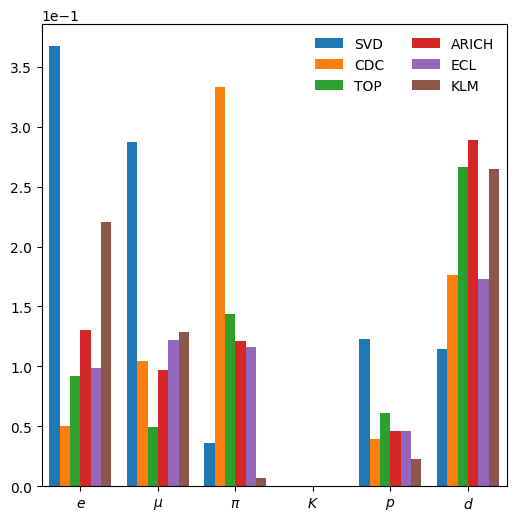 1e−1
SVD
CDC
TOP
ARICH
ECL
KLM
3.5
3.0
2.5
2.0
1.5
1.0
0.5
0.0
e μ π K p d